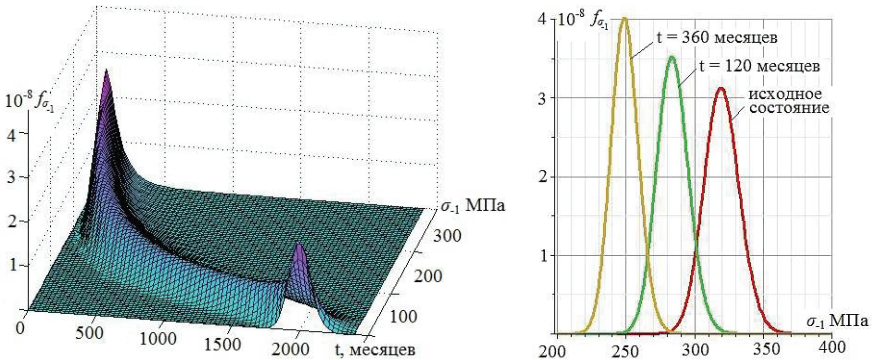 10⁻⁸ f_σ₋₁
4
3
2
1
0
500
1000
1500
2000
t, месяцев
100
200
300
σ₋₁ МПа
4
10⁻⁸ f_σ₋₁
3
2
1
t = 360 месяцев
t = 120 месяцев
исходное
состояние
σ₋₁ МПа
200
250
300
350
400